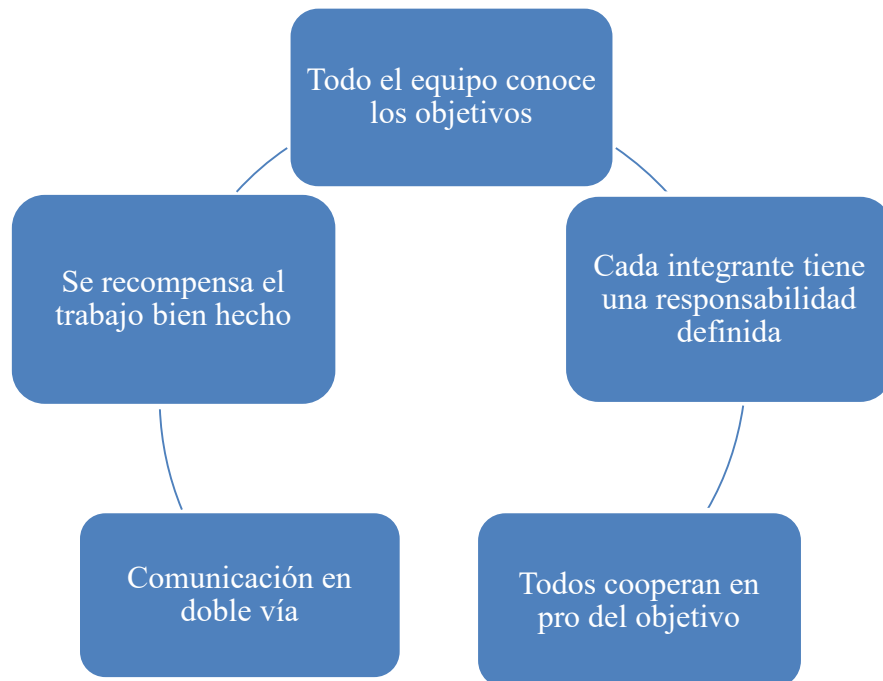 Todo el equipo conoce
los objetivos
Cada integrante tiene
una responsabilidad
definida
Todos cooperan en
pro del objetivo
Comunicación en
doble vía
Se recompensa el
trabajo bien hecho